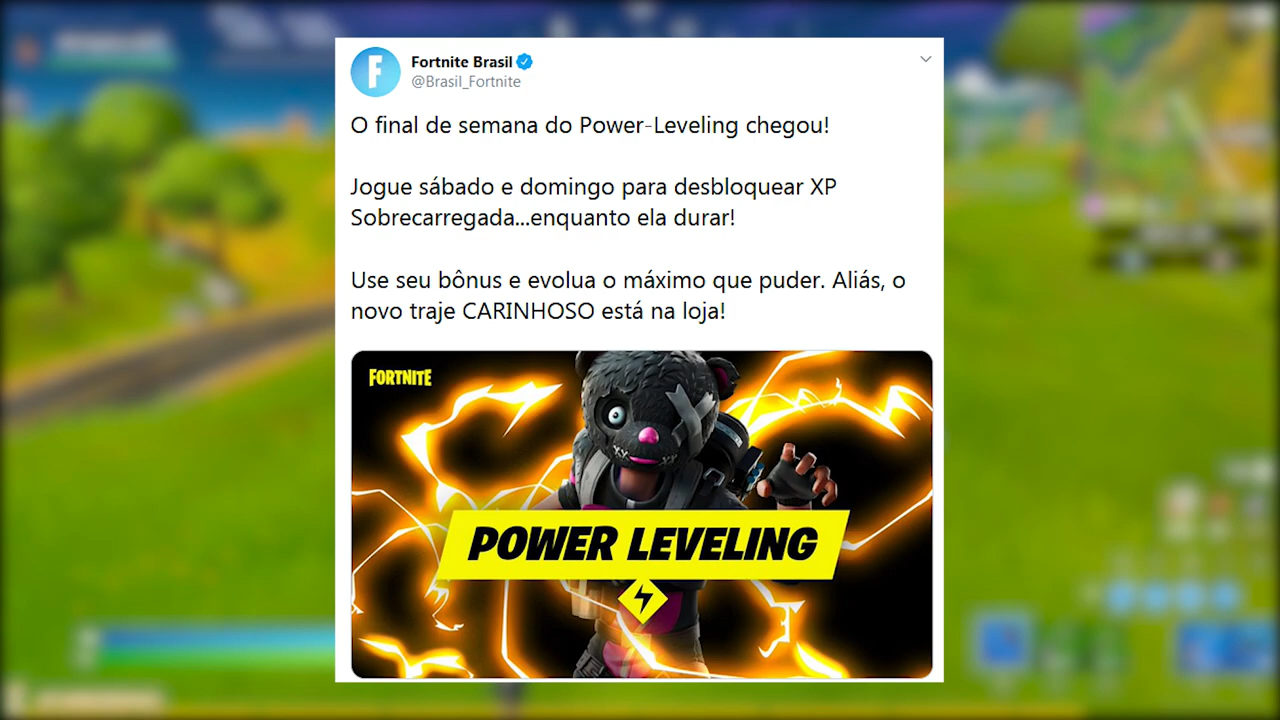 Fortnite Brasil
@Brasil_Fortnite
O final de semana do Power-Leveling chegou!
Jogue sábado e domingo para desbloquear XP
Sobrecarregada...enquanto ela durar!
Use seu bônus e evolua o máximo que puder. Aliás, o
novo traje CARINHOSO está na loja!
FORTNITE
POWER LEVELING